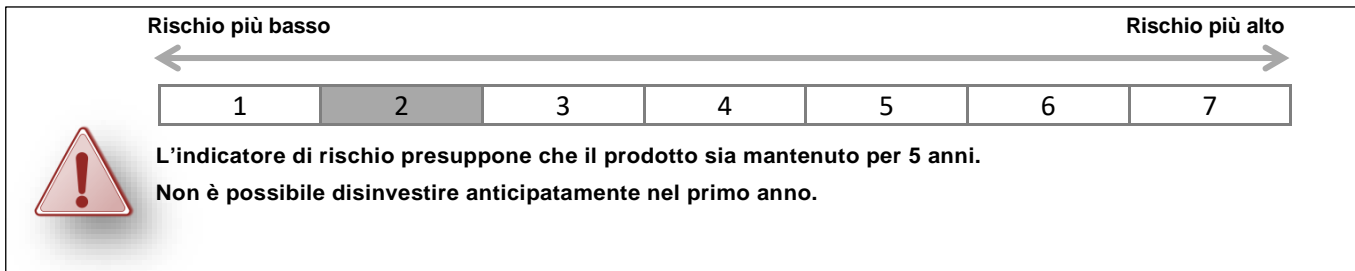 Rischio più basso Rischio più alto
1 2 3 4 5 6 7
L'indicatore di rischio presuppone che il prodotto sia mantenuto per 5 anni.
Non è possibile disinvestire anticipatamente nel primo anno.